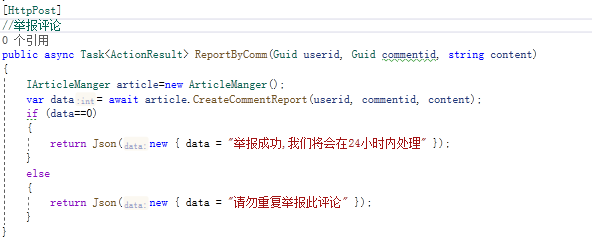 [HttpPost]
//举报评论
0 个引用
public async Task<ActionResult> ReportByComm(Guid userid, Guid commentid, string content)
{
IArticleManger article=new ArticleManger();
var data:int = await article.CreateCommentReport(userid, commentid, content);
if (data==0)
{
return Json(data:new { data = "举报成功,我们将会在24小时内处理" });
}
else
{
return Json(data:new { data = "请勿重复举报此评论" });
}
}